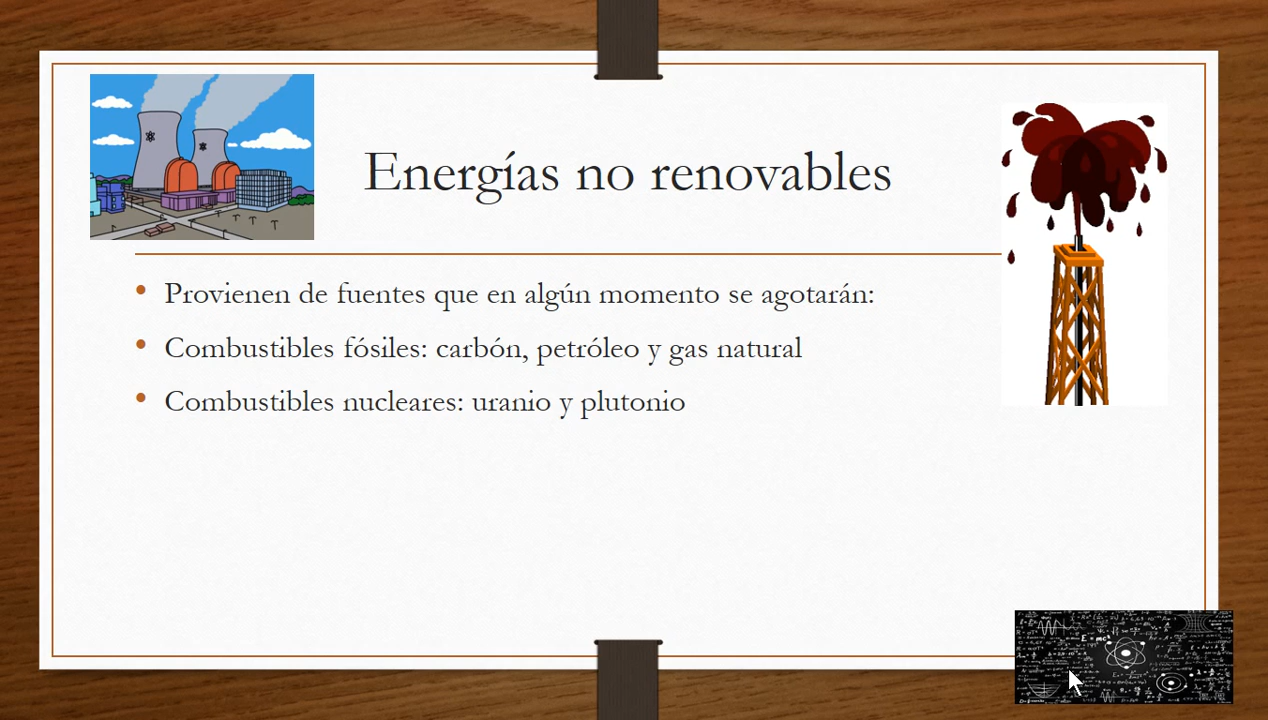 Energías no renovables
• Provienen de fuentes que en algún momento se agotarán:
• Combustibles fósiles: carbón, petróleo y gas natural
• Combustibles nucleares: uranio y plutonio
E=mc²